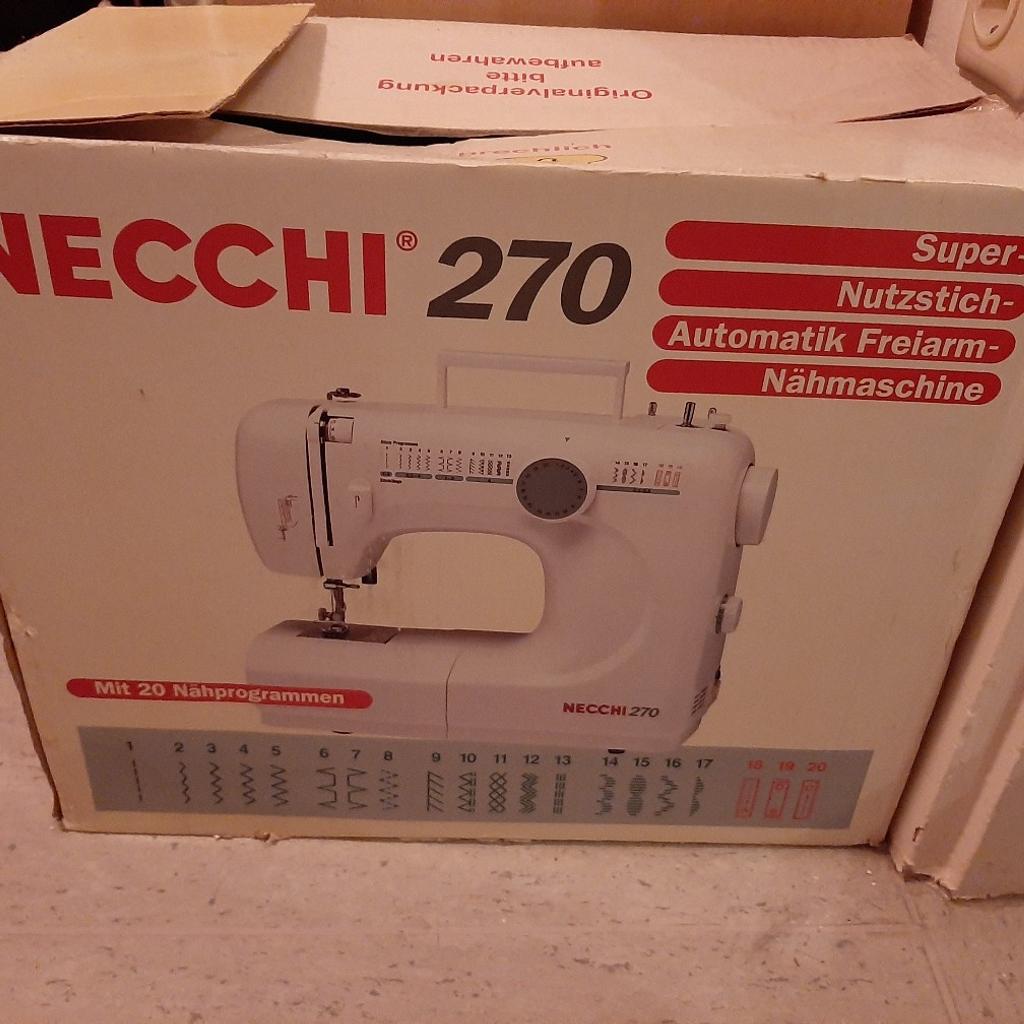 Originalverpackung
bitte
aufbewahren
NECCHI® 270
Super-
Nutzstich-
Automatik Freiarm-
Nähmaschine
NECCHI 270
Mit 20 Nähprogrammen
1 2 3 4 5 6 7 8 9 10 11 12 13 14 15 16 17 18 19 20